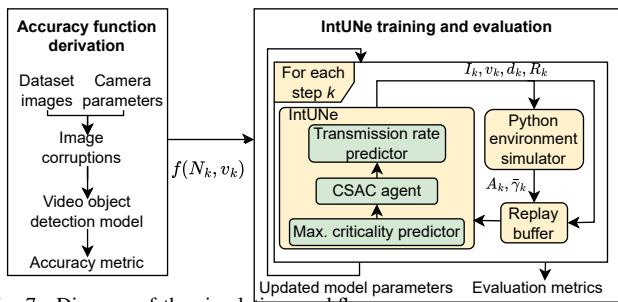 Accuracy function
derivation
Dataset
images
Camera
parameters
Image
corruptions
Video object
detection model
Accuracy metric
f(N_k, v_k)
IntUNe training and evaluation
For each
step k
I_k, v_k, d_k, R_k
IntUNe
Transmission rate
predictor
CSAC agent
Max. criticality predictor
Python
environment
simulator
A_k, γ̄_k
Replay
buffer
Updated model parameters
Evaluation metrics